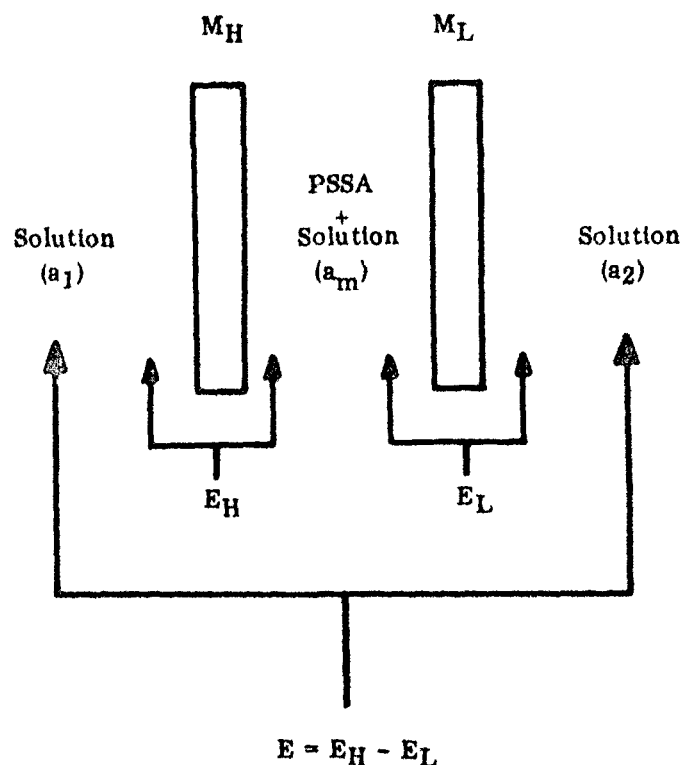 M_H
M_L
PSSA
+
Solution
(a_m)
Solution
(a_1)
Solution
(a_2)
E_H
E_L
E = E_H - E_L